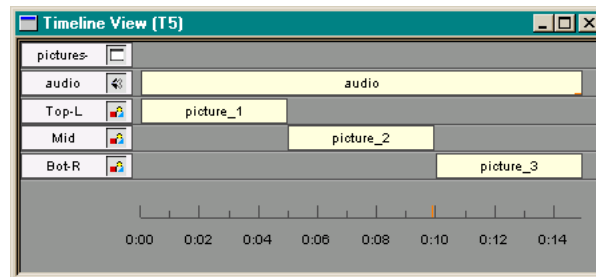 Timeline View (T5)
pictures-
audio audio
Top-L picture_1
Mid picture_2
Bot-R picture_3
0:00 0:02 0:04 0:06 0:08 0:10 0:12 0:14